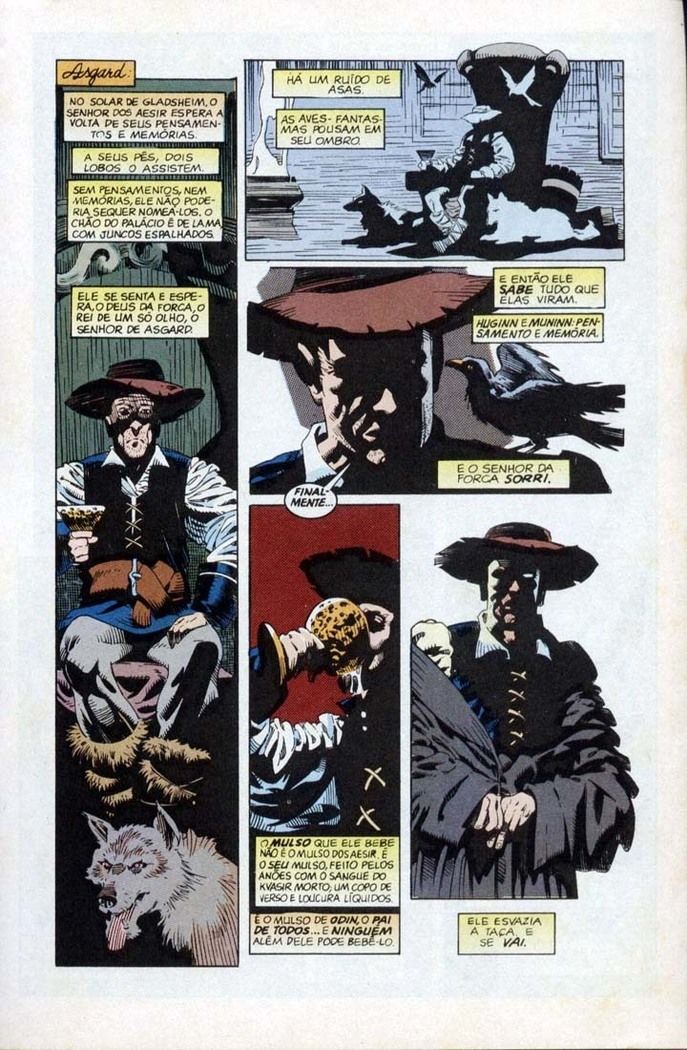 Asgard:
NO SOLAR DE GLADSHEIM, O
SENHOR DOS AESIR ESPERA A
VOLTA DE SEUS PENSAMEN-
TOS E MEMÓRIAS.
A SEUS PÉS, DOIS
LOBOS O ASSISTEM.
SEM PENSAMENTOS, NEM
MEMÓRIAS, ELE NÃO PODE-
RIA SEQUER NOMEÁ-LOS. O
CHÃO DO PALÁCIO É DE LAMA,
COM JUNCOS ESPALHADOS.
ELE SE SENTA E ESPE-
RA. O DEUS DA FORCA, O
REI DE UM SÓ OLHO, O
SENHOR DE ASGARD.
HÁ UM RUÍDO DE
ASAS.
AS AVES-FANTAS-
MAS POUSAM EM
SEU OMBRO.
E ENTÃO ELE
SABE TUDO QUE
ELAS VIRAM.
HUGINN E MUNINN: PEN-
SAMENTO E MEMÓRIA.
E O SENHOR DA
FORCA SORRI.
FINAL-
MENTE...
O MULSO QUE ELE BEBE
NÃO É O MULSO DOS AESIR. É
O SEU MULSO, FEITO PELOS
ANÕES COM O SANGUE DO
KVASIR MORTO; UM COPO DE
VERSO E LOUCURA LÍQUIDOS.
É O MULSO DE ODIN, O PAI
DE TODOS... E NINGUÉM
ALÉM DELE PODE BEBÊ-LO.
ELE ESVAZIA
A TAÇA, E
SE VAI.